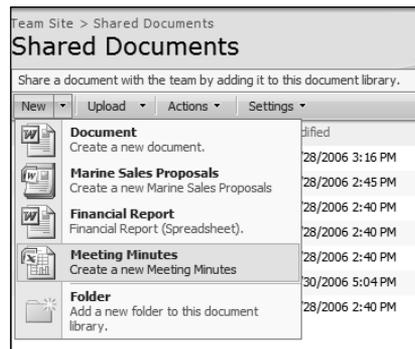 Team Site > Shared Documents
Shared Documents
Share a document with the team by adding it to this document library.
New Upload Actions Settings
Document
Create a new document.
dified
/28/2006 3:16 PM
Marine Sales Proposals
Create a new Marine Sales Proposals
/28/2006 2:45 PM
Financial Report
Financial Report (Spreadsheet).
/28/2006 2:40 PM
/28/2006 2:40 PM
Meeting Minutes
Create a new Meeting Minutes
/28/2006 2:40 PM
/30/2006 5:04 PM
Folder
Add a new folder to this document
library.
/28/2006 2:40 PM